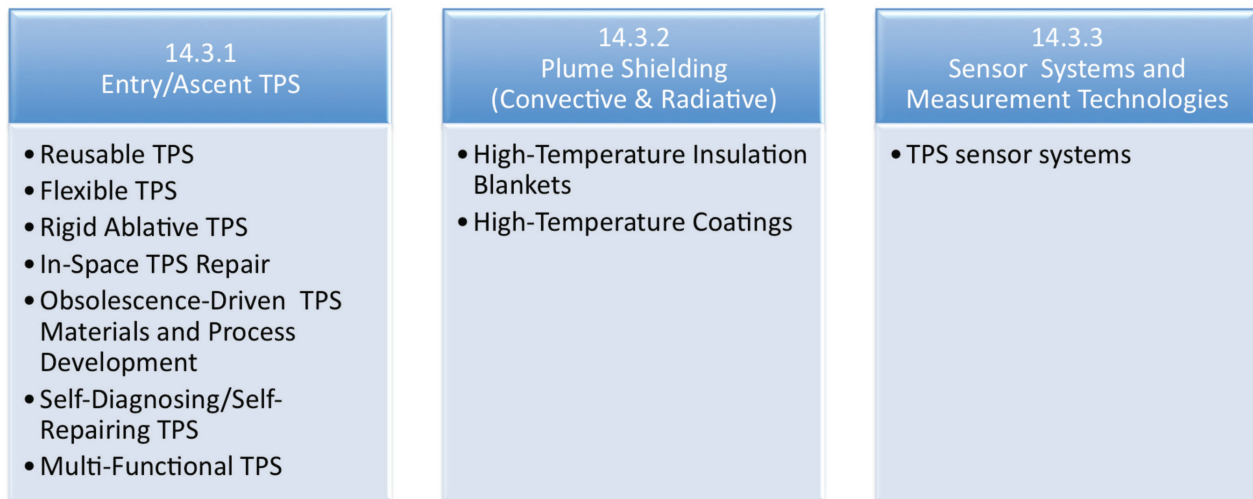 14.3.1
Entry/Ascent TPS
• Reusable TPS
• Flexible TPS
• Rigid Ablative TPS
• In-Space TPS Repair
• Obsolescence-Driven  TPS
Materials and Process
Development
• Self-Diagnosing/Self-
Repairing TPS
• Multi-Functional TPS
14.3.2
Plume Shielding
(Convective & Radiative)
• High-Temperature Insulation
Blankets
• High-Temperature Coatings
14.3.3
Sensor  Systems and
Measurement Technologies
• TPS sensor systems